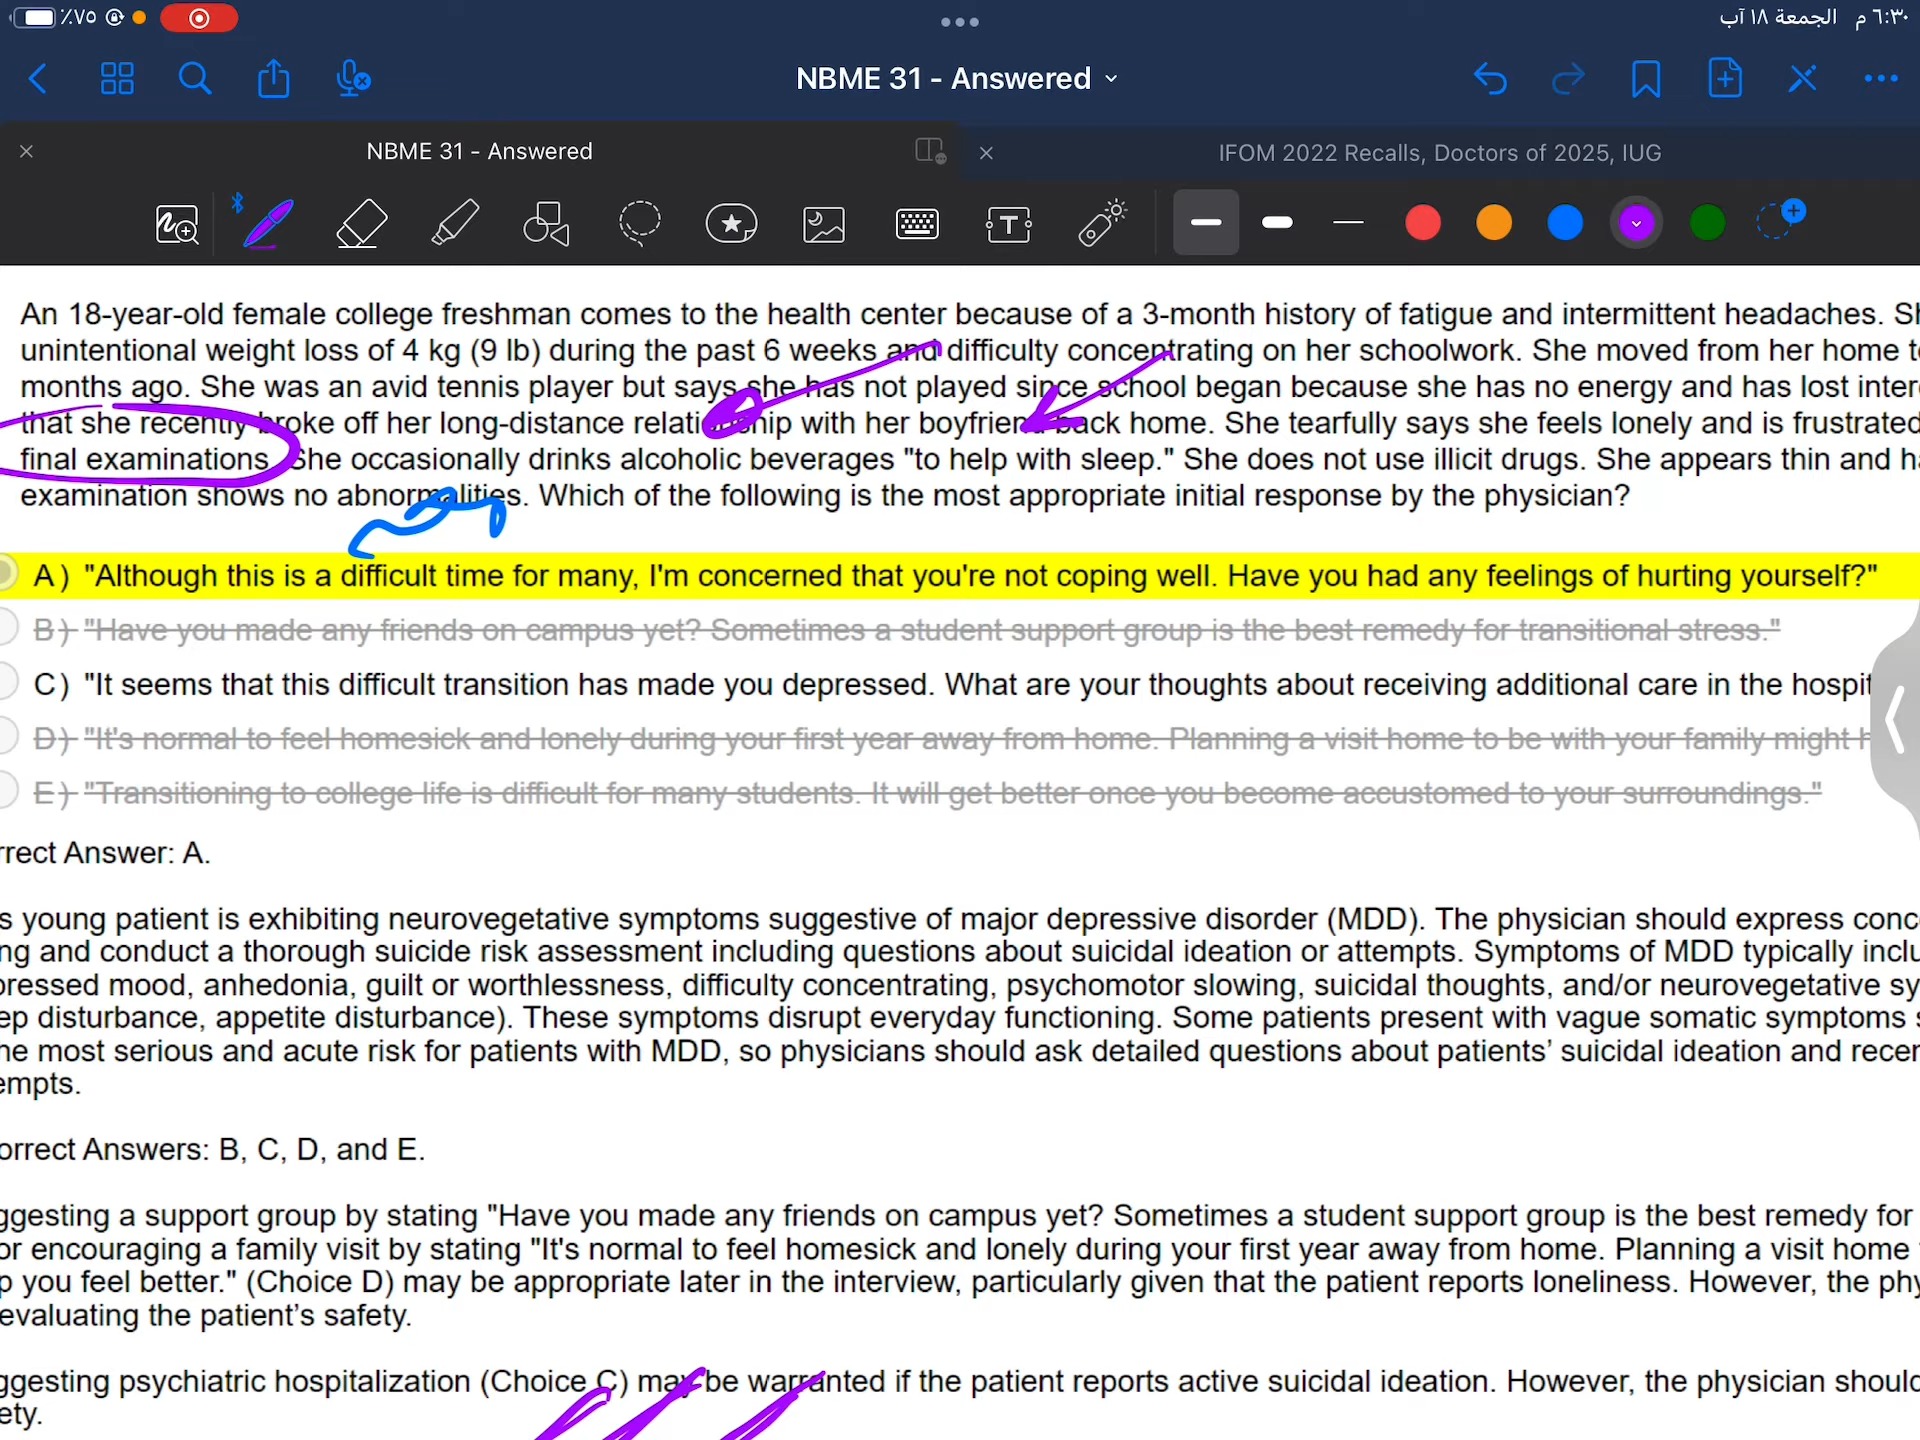 ٪٧٥
الجمعة ١٨ آب ٦:٣٠ م
NBME 31 - Answered
NBME 31 - Answered
IFOM 2022 Recalls, Doctors of 2025, IUG
An 18-year-old female college freshman comes to the health center because of a 3-month history of fatigue and intermittent headaches.
unintentional weight loss of 4 kg (9 lb) during the past 6 weeks and difficulty concentrating on her schoolwork. She moved from her home
months ago. She was an avid tennis player but says she has not played since school began because she has no energy and has lost
that she recently broke off her long-distance relationship with her boyfriend back home. She tearfully says she feels lonely and is frustrated
final examinations. She occasionally drinks alcoholic beverages "to help with sleep." She does not use illicit drugs. She appears thin and
examination shows no abnormalities. Which of the following is the most appropriate initial response by the physician?
A) "Although this is a difficult time for many, I'm concerned that you're not coping well. Have you had any feelings of hurting yourself?"
B) "Have you made any friends on campus yet? Sometimes a student support group is the best remedy for transitional stress."
C) "It seems that this difficult transition has made you depressed. What are your thoughts about receiving additional care in the
D) "It's normal to feel homesick and lonely during your first year away from home. Planning a visit home to be with your family might
E) "Transitioning to college life is difficult for many students. It will get better once you become accustomed to your surroundings."
Answer: A.
young patient is exhibiting neurovegetative symptoms suggestive of major depressive disorder (MDD). The physician should express
and conduct a thorough suicide risk assessment including questions about suicidal ideation or attempts. Symptoms of MDD typically
mood, anhedonia, guilt or worthlessness, difficulty concentrating, psychomotor slowing, suicidal thoughts, and/or neurovegetative
disturbance, appetite disturbance). These symptoms disrupt everyday functioning. Some patients present with vague somatic symptoms
most serious and acute risk for patients with MDD, so physicians should ask detailed questions about patients' suicidal ideation and
Answers: B, C, D, and E.
a support group by stating "Have you made any friends on campus yet? Sometimes a student support group is the best remedy for
or encouraging a family visit by stating "It's normal to feel homesick and lonely during your first year away from home. Planning a visit home
you feel better." (Choice D) may be appropriate later in the interview, particularly given that the patient reports loneliness. However, the
evaluating the patient's safety.
psychiatric hospitalization (Choice C) may be warranted if the patient reports active suicidal ideation. However, the physician